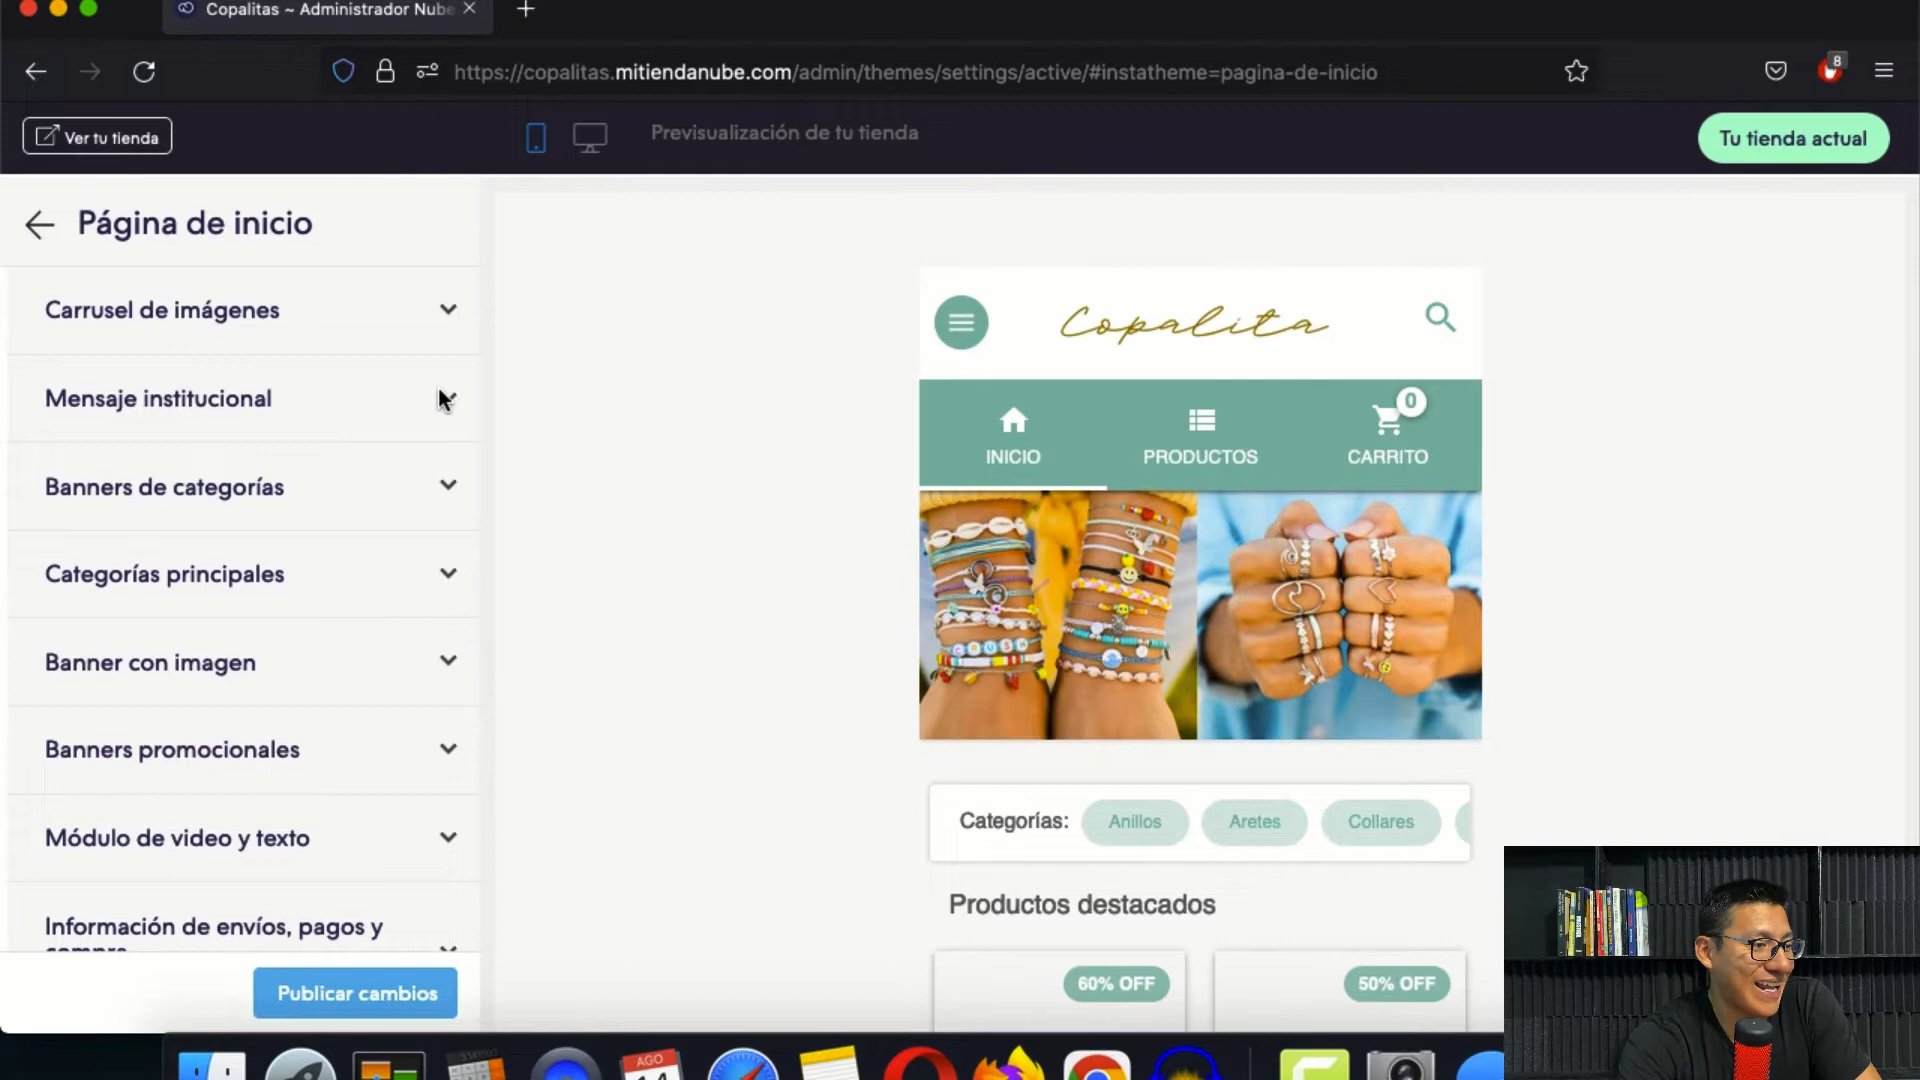 Copalitas ~ Administrador Nube
https://copalitas.mitiendanube.com/admin/themes/settings/active/#instatheme=pagina-de-inicio
8
Ver tu tienda
Previsualización de tu tienda
Tu tienda actual
Página de inicio
Carrusel de imágenes
Mensaje institucional
Banners de categorías
Categorías principales
Banner con imagen
Banners promocionales
Módulo de video y texto
Información de envíos, pagos y
compra
Publicar cambios
Copalita
0
INICIO
PRODUCTOS
CARRITO
CRUSH
Categorías:
Anillos
Aretes
Collares
Productos destacados
60% OFF
50% OFF
AGO